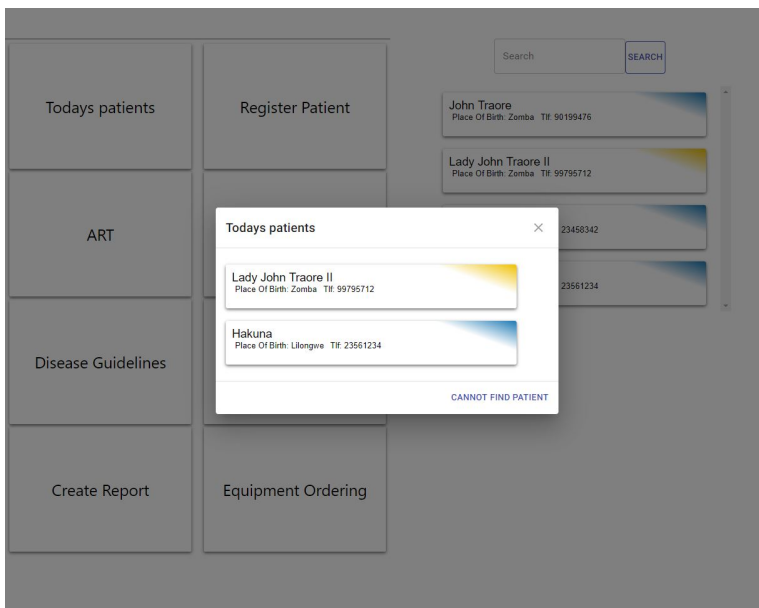 Search
SEARCH
Todays patients
Register Patient
John Traore
Place Of Birth: Zomba Tlf: 90199476
Lady John Traore II
Place Of Birth: Zomba Tlf: 99795712
ART
23458342
23561234
Todays patients
Lady John Traore II
Place Of Birth: Zomba Tlf: 99795712
Hakuna
Place Of Birth: Lilongwe Tlf: 23561234
CANNOT FIND PATIENT
Disease Guidelines
Create Report
Equipment Ordering